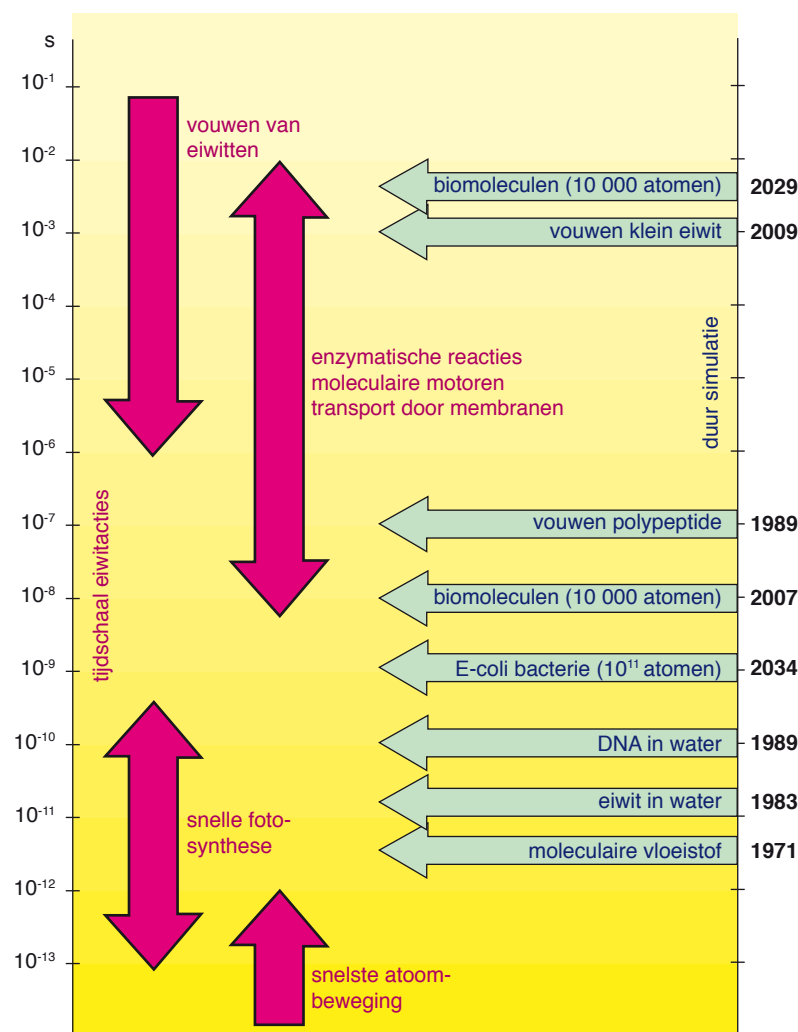 s
10⁻¹
10⁻²
10⁻³
10⁻⁴
10⁻⁵
10⁻⁶
10⁻⁷
10⁻⁸
10⁻⁹
10⁻¹⁰
10⁻¹¹
10⁻¹²
10⁻¹³
tijdschaal eiwitacties
vouwen van
eiwitten
enzymatische reacties
moleculaire motoren
transport door membranen
snelle foto-
synthese
snelste atoom-
beweging
duur simulatie
biomoleculen (10 000 atomen) 2029
vouwen klein eiwit 2009
vouwen polypeptide 1989
biomoleculen (10 000 atomen) 2007
E-coli bacterie (10¹¹ atomen) 2034
DNA in water 1989
eiwit in water 1983
moleculaire vloeistof 1971